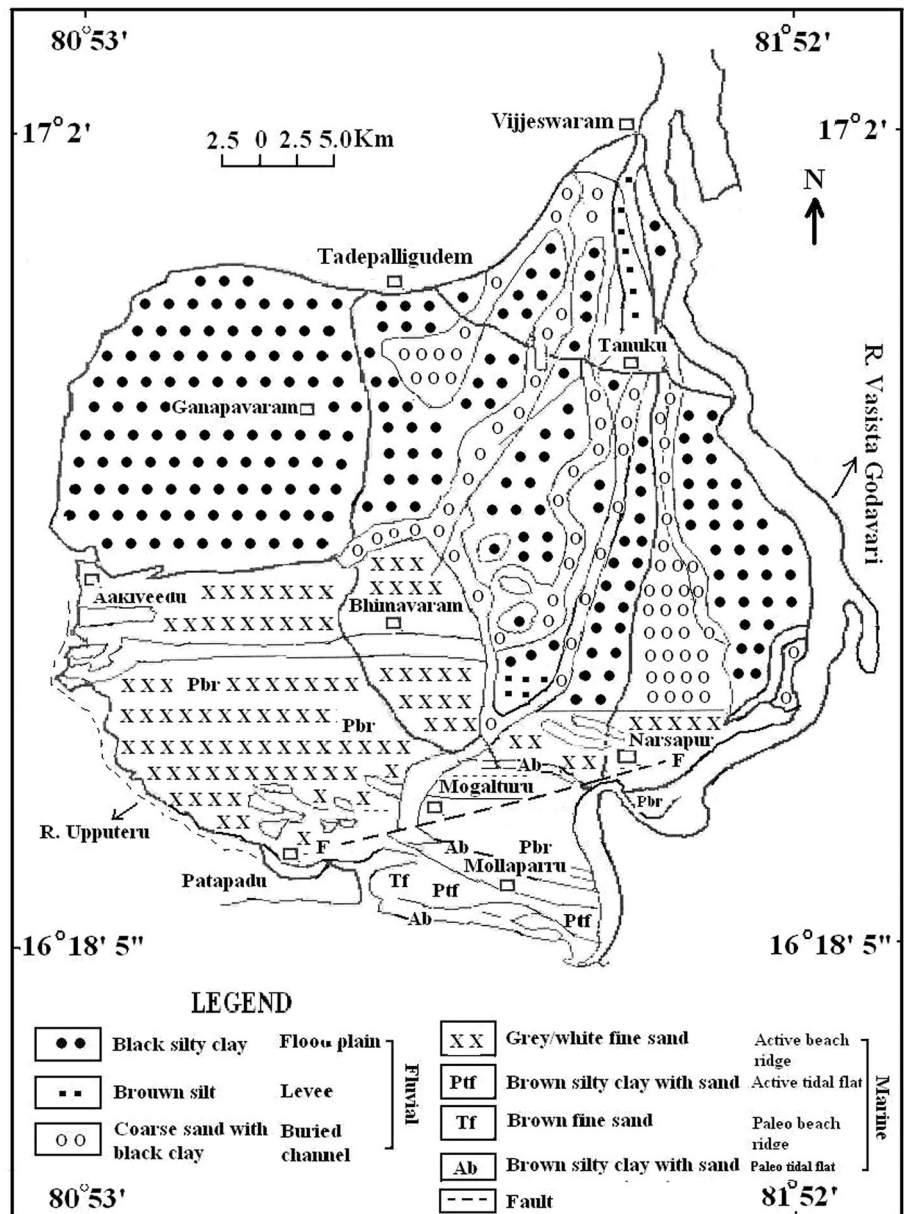 80°53'
81°52'
17°2'
17°2'
Vijjeswaram
2.5 0 2.5 5.0Km
N
Tadepalligudem
Tanuku
R. Vasista Godavari
Ganapavaram
Aakiveedu
Bhimavaram
Pbr
Pbr
Narsapur
F
Ab
Mogalturu
Pbr
R. Upputeru
F
Ab
Pbr
Mollaparru
Patapadu
Tf
Ptf
Ab
Ptf
16°18'5"
16°18'5"
LEGEND
Black silty clay Flood plain
Brouwn silt Levee
Coarse sand with black clay Buried channel
Fluvial
X X Grey/white fine sand Active beach ridge
Ptf Brown silty clay with sand Active tidal flat
Tf Brown fine sand Paleo beach ridge
Ab Brown silty clay with sand Paleo tidal flat
Fault
Marine
80°53'
81°52'